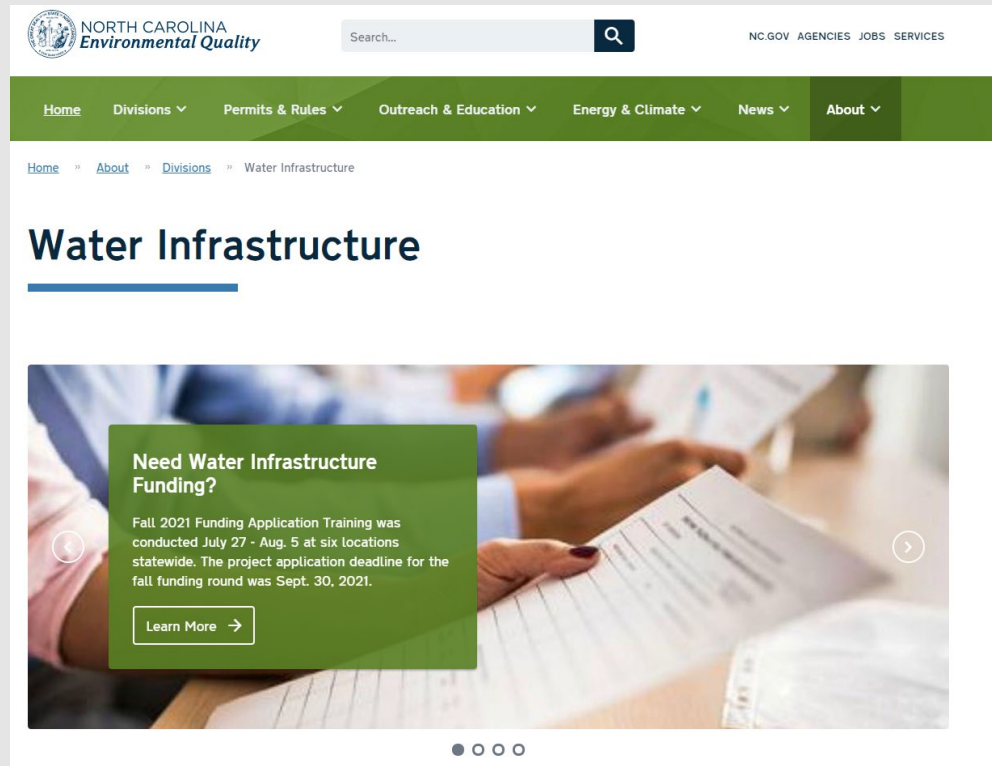 NORTH CAROLINA
Environmental Quality
Search...
NC.GOV AGENCIES JOBS SERVICES
Home Divisions Permits & Rules Outreach & Education Energy & Climate News About
Home » About » Divisions » Water Infrastructure
Water Infrastructure
Need Water Infrastructure
Funding?
Fall 2021 Funding Application Training was
conducted July 27 - Aug. 5 at six locations
statewide. The project application deadline for the
fall funding round was Sept. 30, 2021.
Learn More →